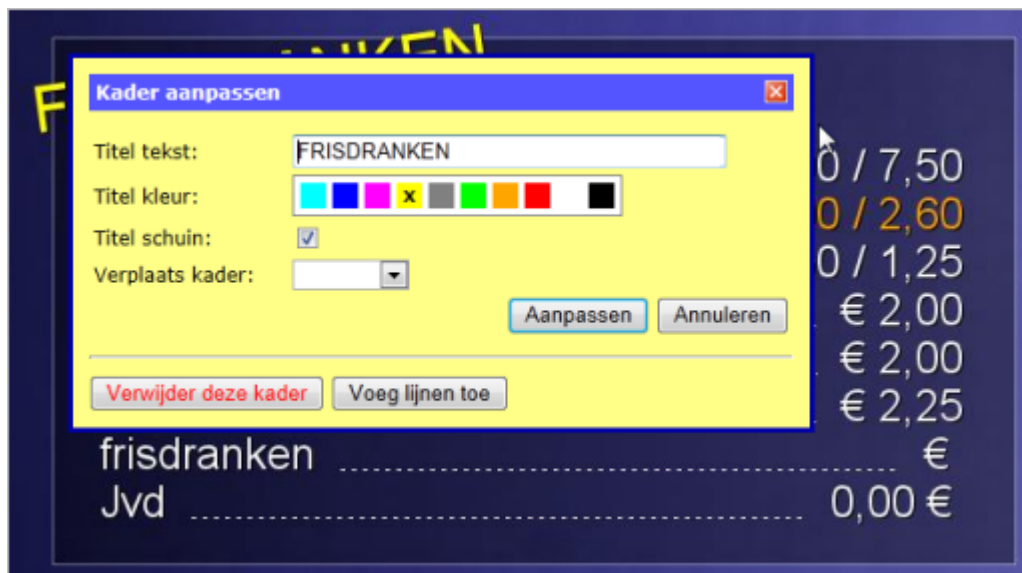 Kader aanpassen
Titel tekst: FRISDRANKEN
Titel kleur: x
Titel schuin:
Verplaats kader:
Aanpassen Annuleren
Verwijder deze kader Voeg lijnen toe
0 / 7,50
0 / 2,60
0 / 1,25
€ 2,00
€ 2,00
€ 2,25
frisdranken €
Jvd 0,00 €